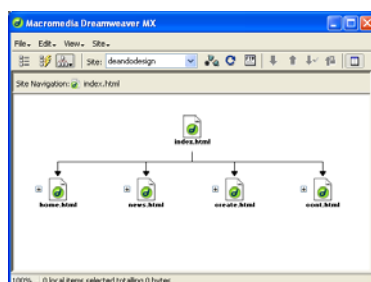 Macromedia Dreamweaver MX
File Edit View Site
Site: deandodesign
Site Navigation: index.html
index.html
home.html news.html create.html cont.html
100% 0 local items selected totalling 0 bytes